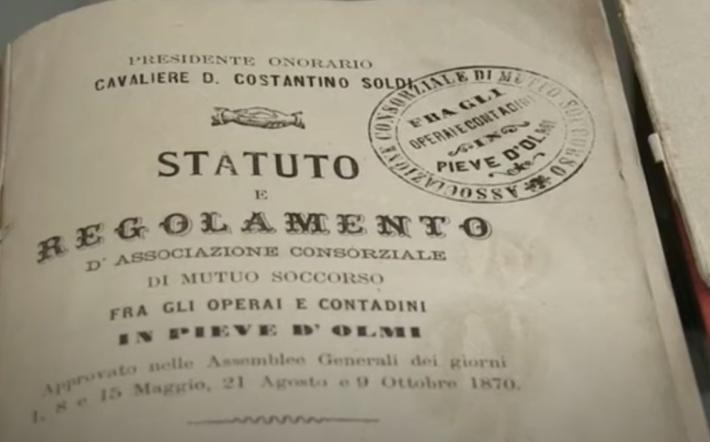 PRESIDENTE ONORARIO
CAVALIERE D. COSTANTINO SOLDI
STATUTO
E
REGOLAMENTO
D' ASSOCIAZIONE CONSORZIALE
DI MUTUO SOCCORSO
FRA GLI OPERAI E CONTADINI
IN PIEVE D' OLMI
Approvato nelle Assemblee Generali dei giorni
1, 8 e 15 Maggio, 21 Agosto e 9 Ottobre 1870.
ASSOCIAZIONE CONSORZIALE DI MUTUO SOCCORSO
FRA GLI
OPERAI E CONTADINI
IN
PIEVE D'OLMI